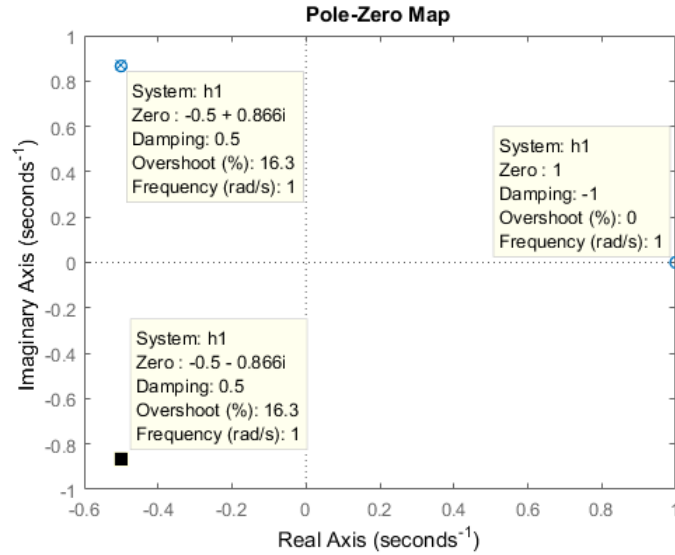 Pole-Zero Map
1
0.8
0.6
0.4
0.2
0
-0.2
-0.4
-0.6
-0.8
-1
Imaginary Axis (seconds⁻¹)
System: h1
Zero : -0.5 + 0.866i
Damping: 0.5
Overshoot (%): 16.3
Frequency (rad/s): 1
System: h1
Zero : 1
Damping: -1
Overshoot (%): 0
Frequency (rad/s): 1
System: h1
Zero : -0.5 - 0.866i
Damping: 0.5
Overshoot (%): 16.3
Frequency (rad/s): 1
-0.6 -0.4 -0.2 0 0.2 0.4 0.6 0.8 1
Real Axis (seconds⁻¹)